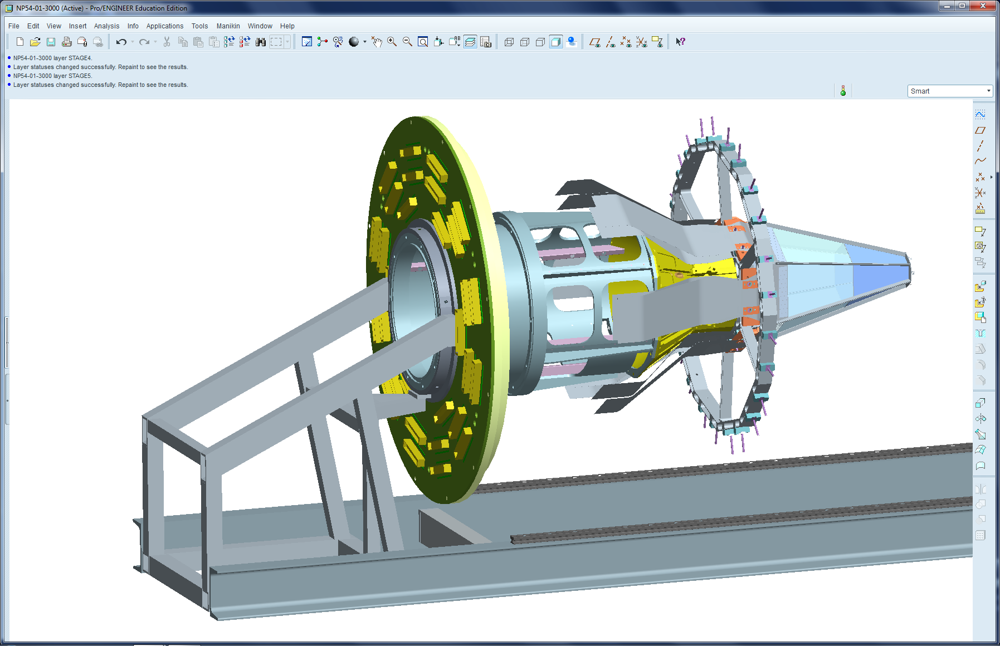 NP54-01-3000 (Active) - Pro/ENGINEER Education Edition
File Edit View Insert Analysis Info Applications Tools Manikin Window Help
NP54-01-3000 layer STAGE4.
Layer statuses changed successfully. Repaint to see the results.
NP54-01-3000 layer STAGE5.
Layer statuses changed successfully. Repaint to see the results.
Smart